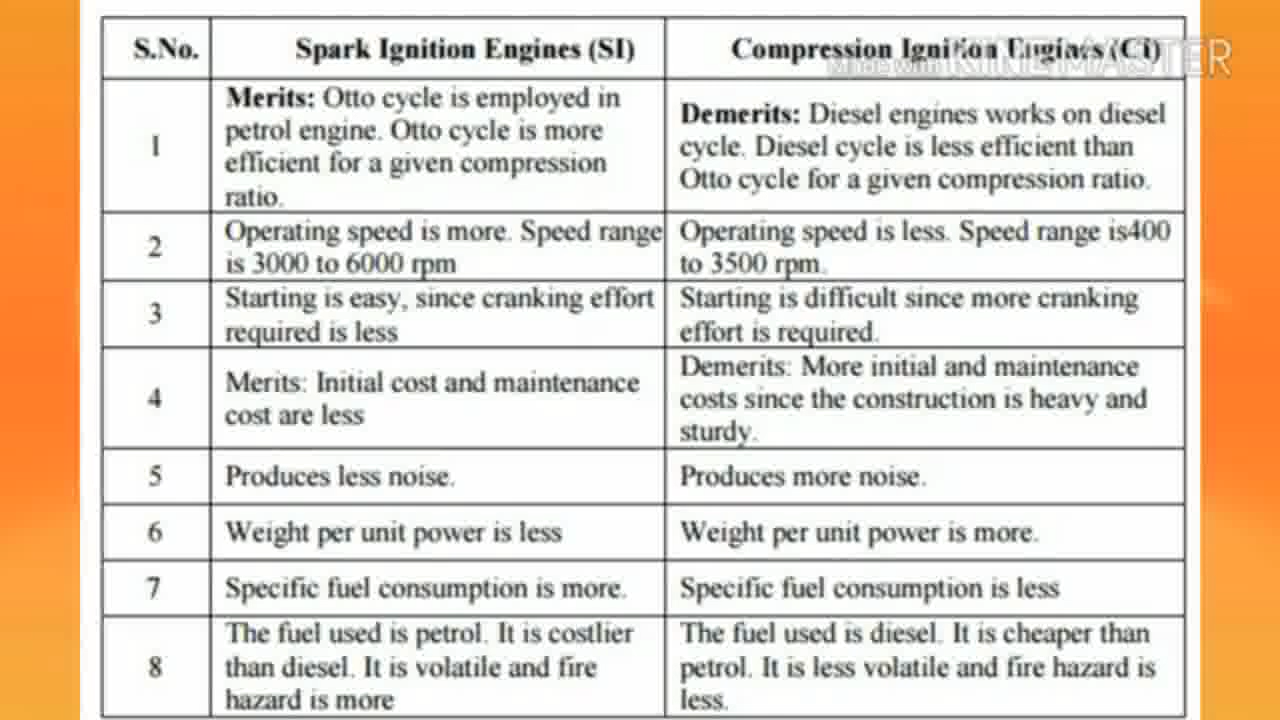 S.No. Spark Ignition Engines (SI) Compression Ignition Engines (CI)
Made with KINEMASTER
1
Merits: Otto cycle is employed in
petrol engine. Otto cycle is more
efficient for a given compression
ratio.
Demerits: Diesel engines works on diesel
cycle. Diesel cycle is less efficient than
Otto cycle for a given compression ratio.
2
Operating speed is more. Speed range
is 3000 to 6000 rpm
Operating speed is less. Speed range is400
to 3500 rpm.
3
Starting is easy, since cranking effort
required is less
Starting is difficult since more cranking
effort is required.
4
Merits: Initial cost and maintenance
cost are less
Demerits: More initial and maintenance
costs since the construction is heavy and
sturdy.
5
Produces less noise.
Produces more noise.
6
Weight per unit power is less
Weight per unit power is more.
7
Specific fuel consumption is more.
Specific fuel consumption is less
8
The fuel used is petrol. It is costlier
than diesel. It is volatile and fire
hazard is more
The fuel used is diesel. It is cheaper than
petrol. It is less volatile and fire hazard is
less.